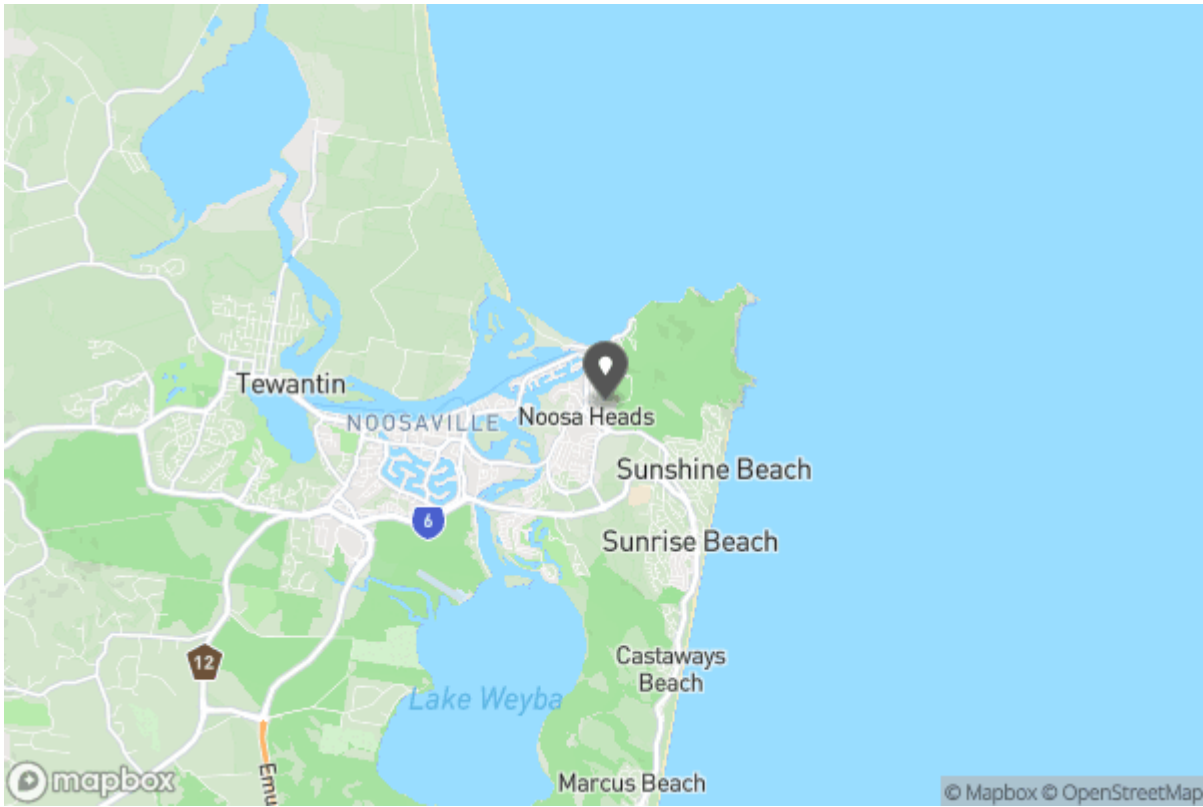 Tewantin
NOOSAVILLE
Noosa Heads
Sunshine Beach
6
Sunrise Beach
12
Castaways
Beach
Lake Weyba
Emu
Marcus Beach
mapbox
© Mapbox © OpenStreetMap